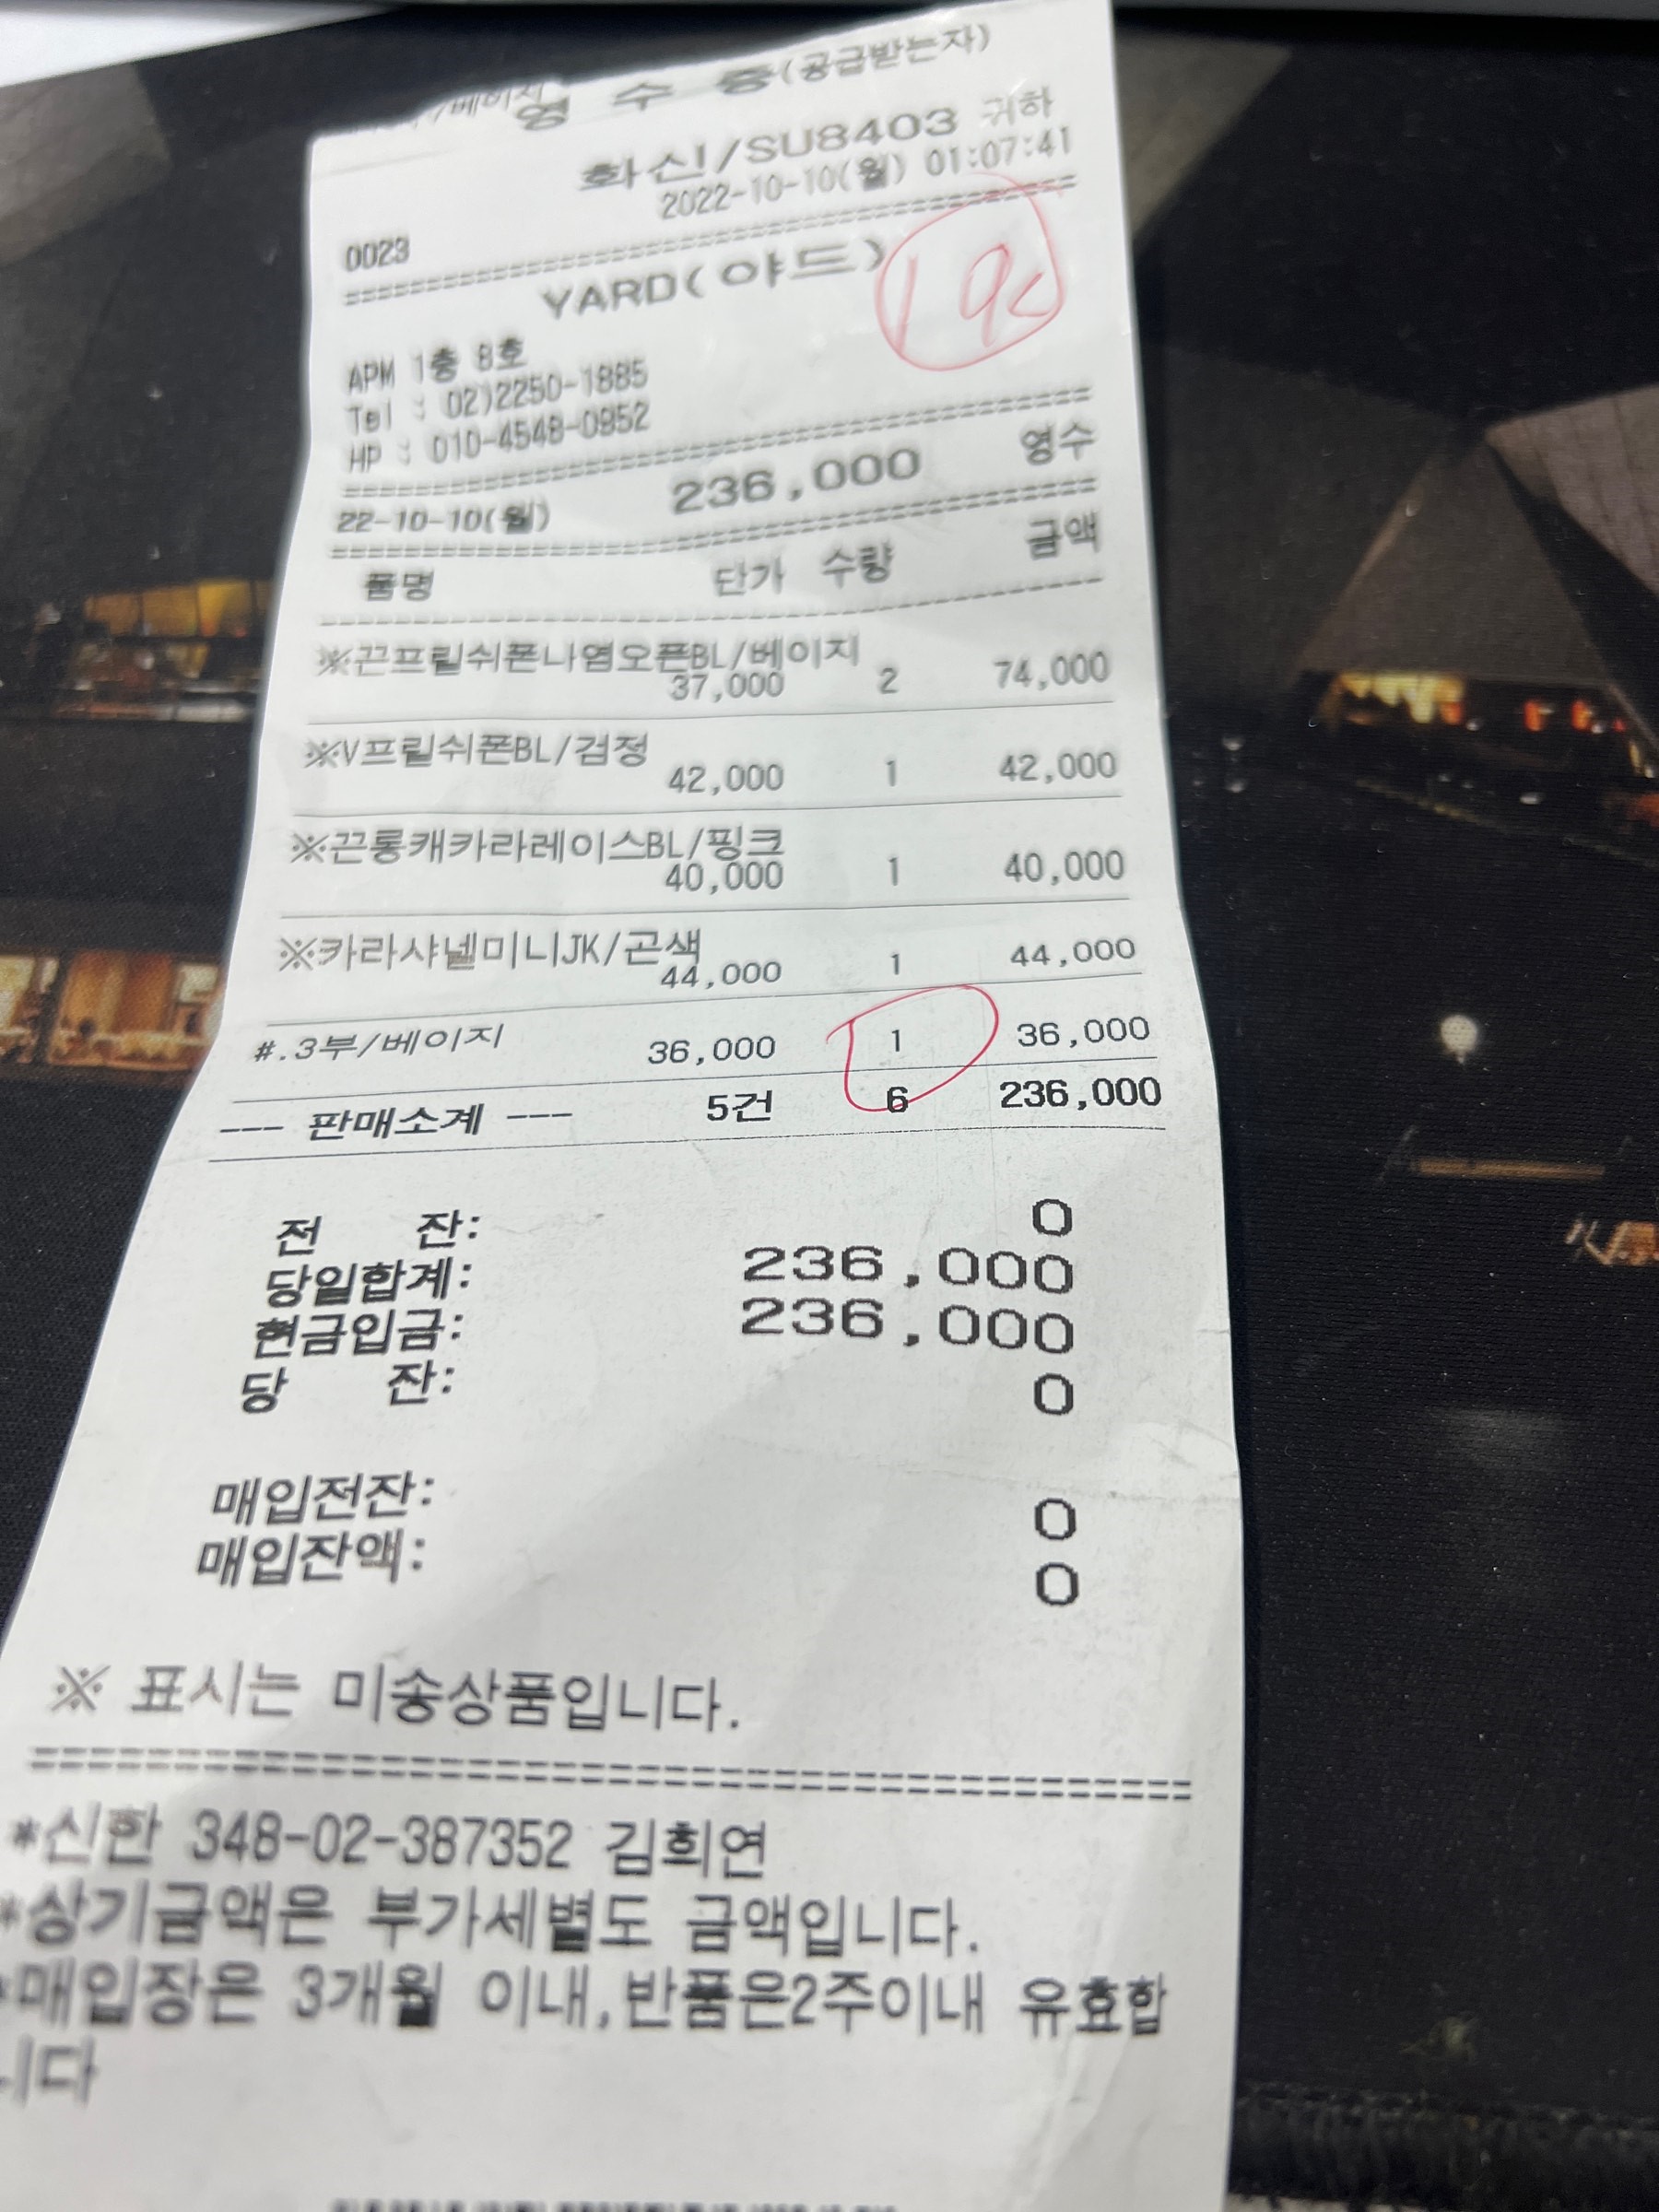 /베이지
영 수 증(공급받는자)
화신/SU8403 귀하
2022-10-10(월) 01:07:41
0023
==============================================
YARD(야드)
APM 1층 8호
Tel : 02)2250-1885
HP : 010-4548-0952
==============================================
22-10-10(월) 236,000 영수
==============================================
품명 단가 수량 금액
----------------------------------------------
※끈프릴쉬폰나염오픈BL/베이지
37,000 2 74,000
※V프릴쉬폰BL/검정
42,000 1 42,000
※끈롱캐카라레이스BL/핑크
40,000 1 40,000
※카라샤넬미니JK/곤색
44,000 1 44,000
#.3부/베이지 36,000 1 36,000
--- 판매소계 --- 5건 6 236,000
전 잔: 0
당일합계: 236,000
현금입금: 236,000
당 잔: 0
매입전잔: 0
매입잔액: 0
※ 표시는 미송상품입니다.
==============================================
*신한 348-02-387352 김희연
*상기금액은 부가세별도 금액입니다.
*매입장은 3개월 이내,반품은2주이내 유효합
니다